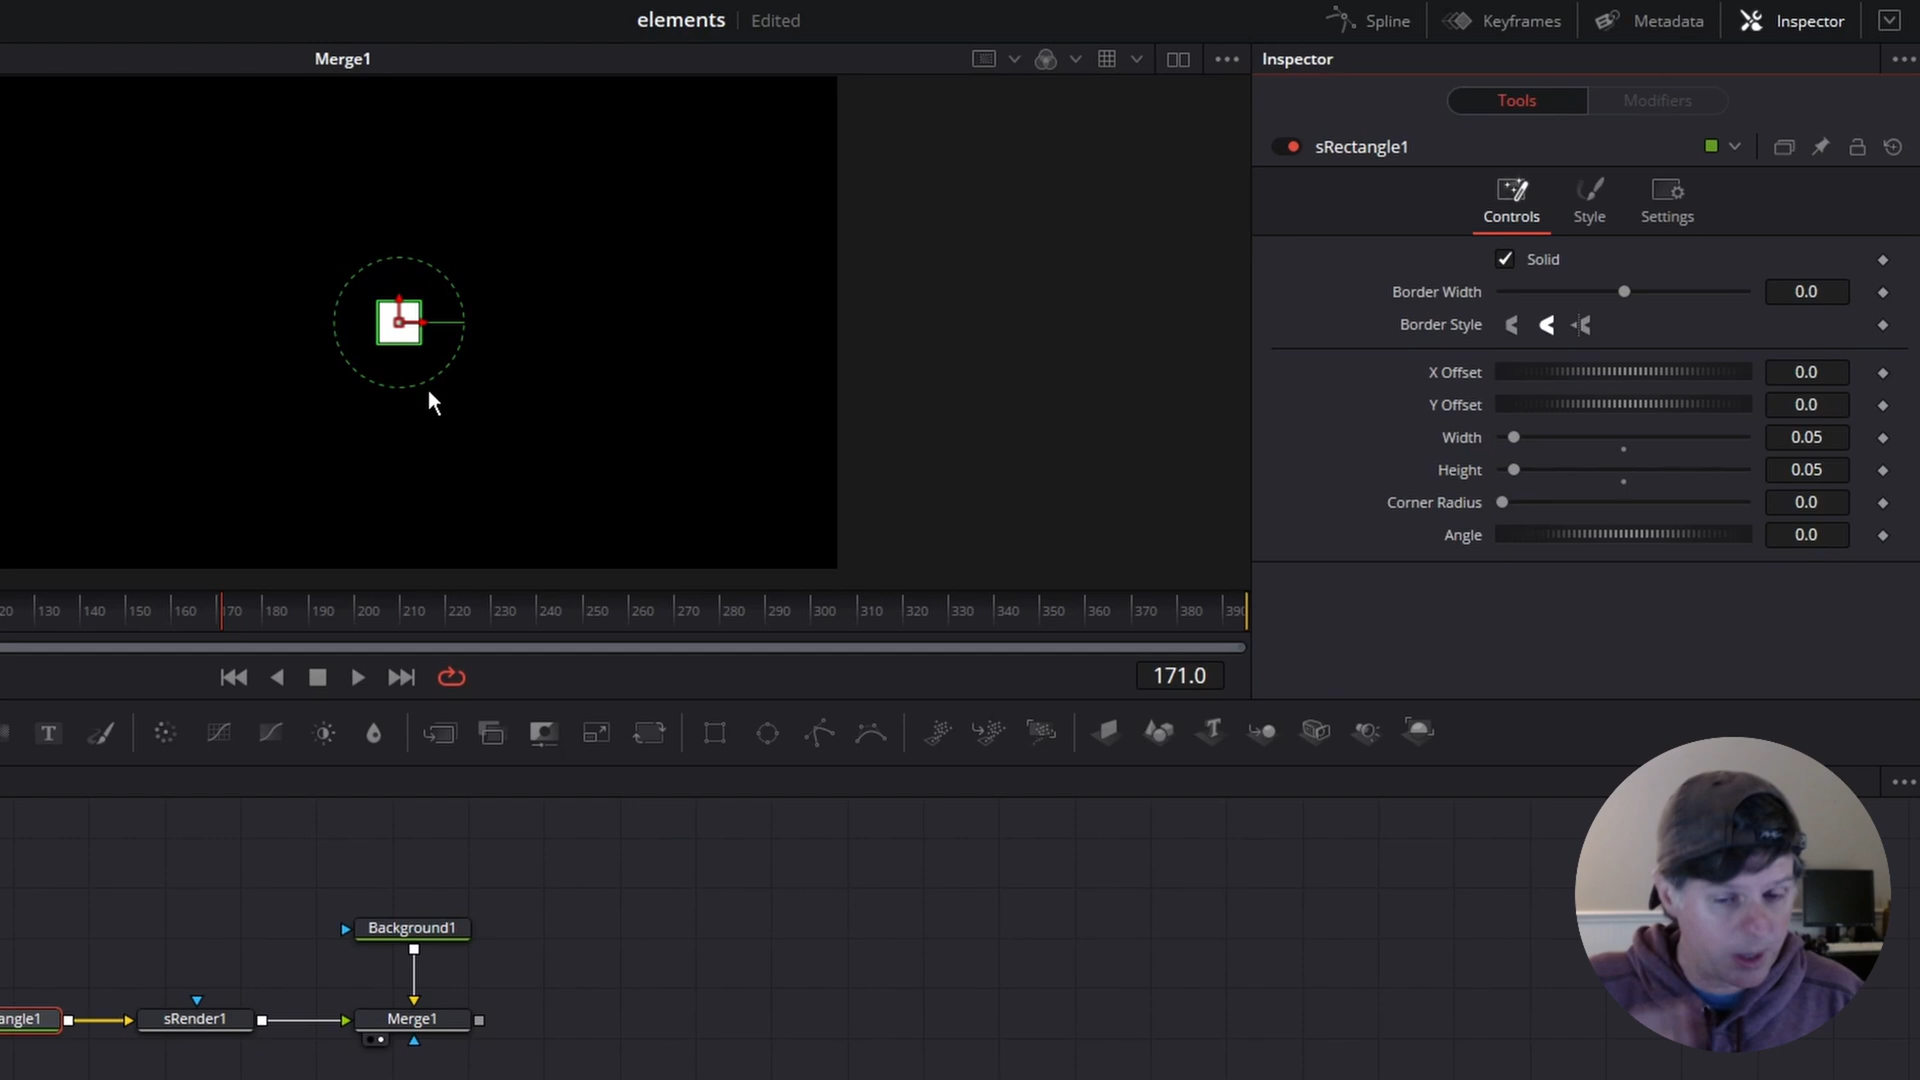 elements
Edited
Spline
Keyframes
Metadata
Inspector
Merge1
Inspector
Tools
Modifiers
sRectangle1
Controls
Style
Settings
Solid
Border Width 0.0
Border Style
X Offset 0.0
Y Offset 0.0
Width 0.05
Height 0.05
Corner Radius 0.0
Angle 0.0
20 130 140 150 160 170 180 190 200 210 220 230 240 250 260 270 280 290 300 310 320 330 340 350 360 370 380 390
171.0
T
T
Background1
angle1
sRender1
Merge1